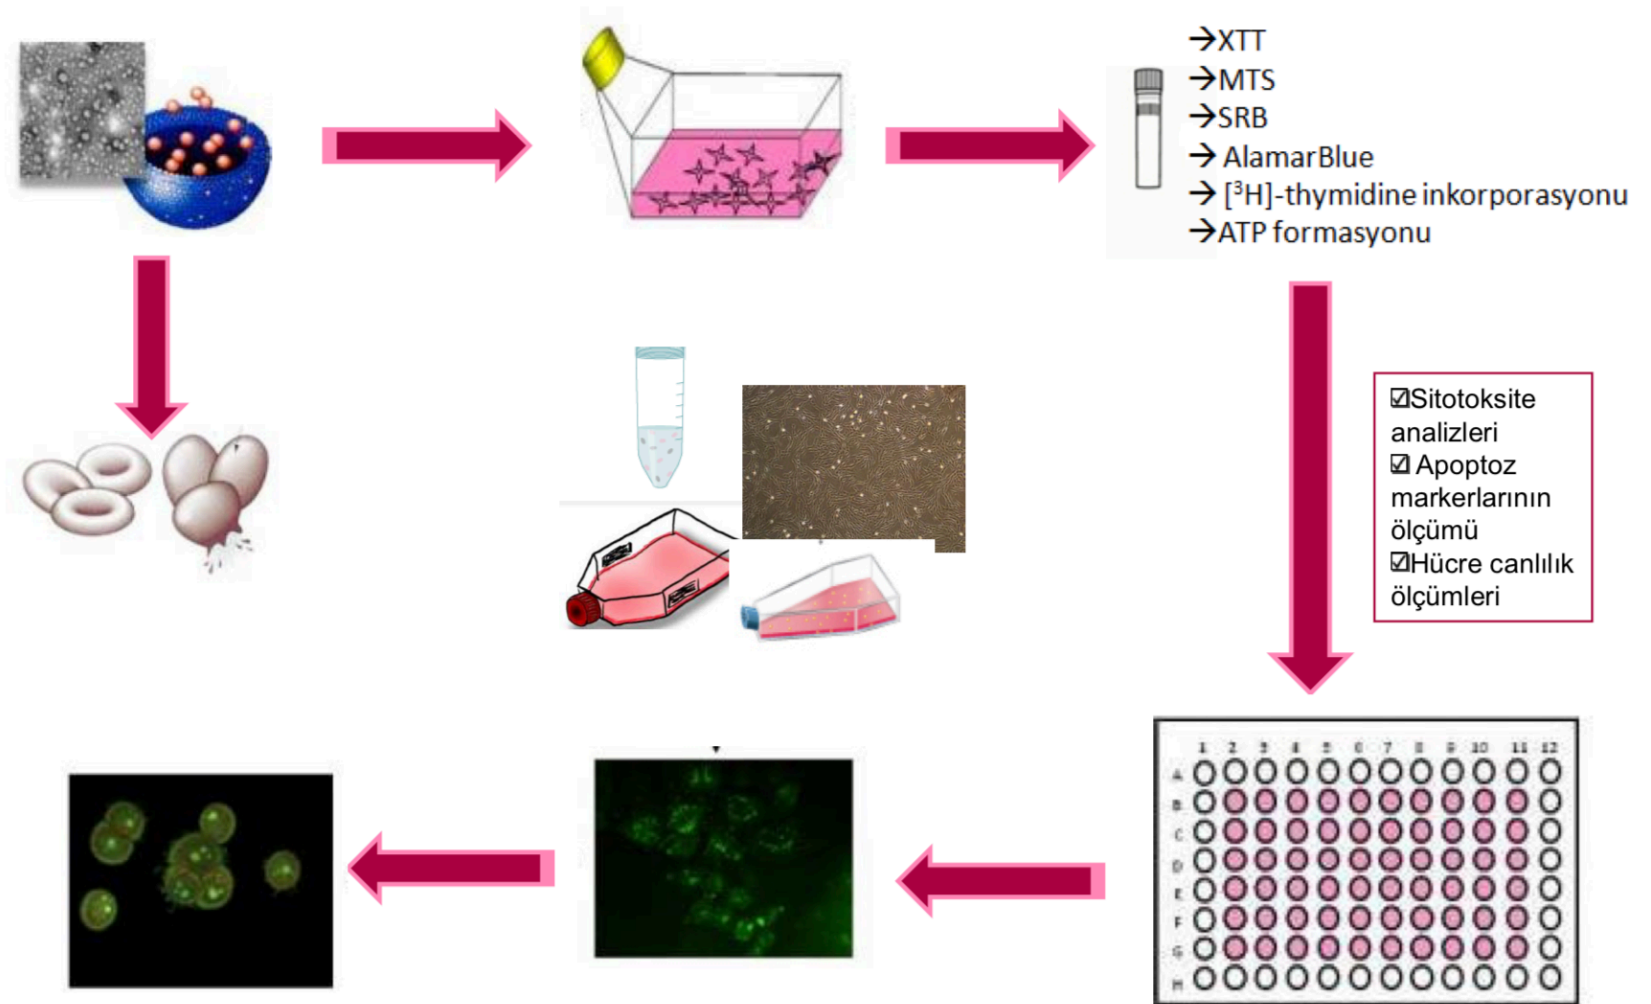 →XTT
→MTS
→SRB
→ AlamarBlue
→ [³H]-thymidine inkorporasyonu
→ATP formasyonu
☑Sitotoksite
analizleri
☑ Apoptoz
markerlarının
ölçümü
☑Hücre canlılık
ölçümleri
1 2 3 4 5 6 7 8 9 10 11 12
A
B
C
D
E
F
G
H